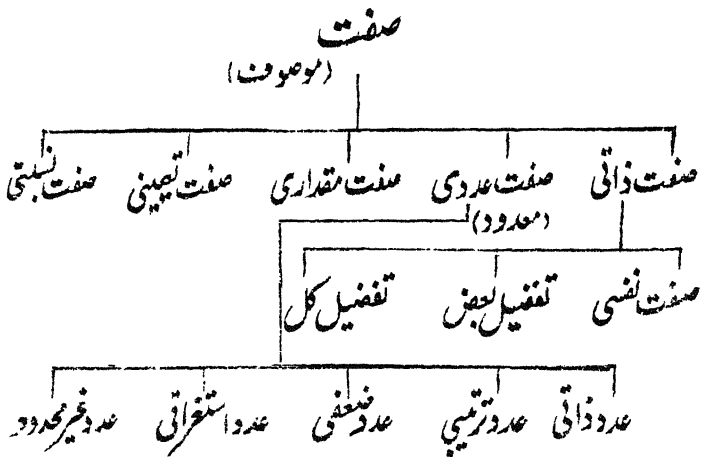 صفت
(موصوف)
صفت ذاتی صفت عددی صفت مقداری صفت تعیینی صفت نسبتی
(معدود)
صفت نفسی تفضیل بعض تفضیل کل
عدد ذاتی عدد ترتیبی عدد ضعفی عدد استغراقی عدد غیر محدود